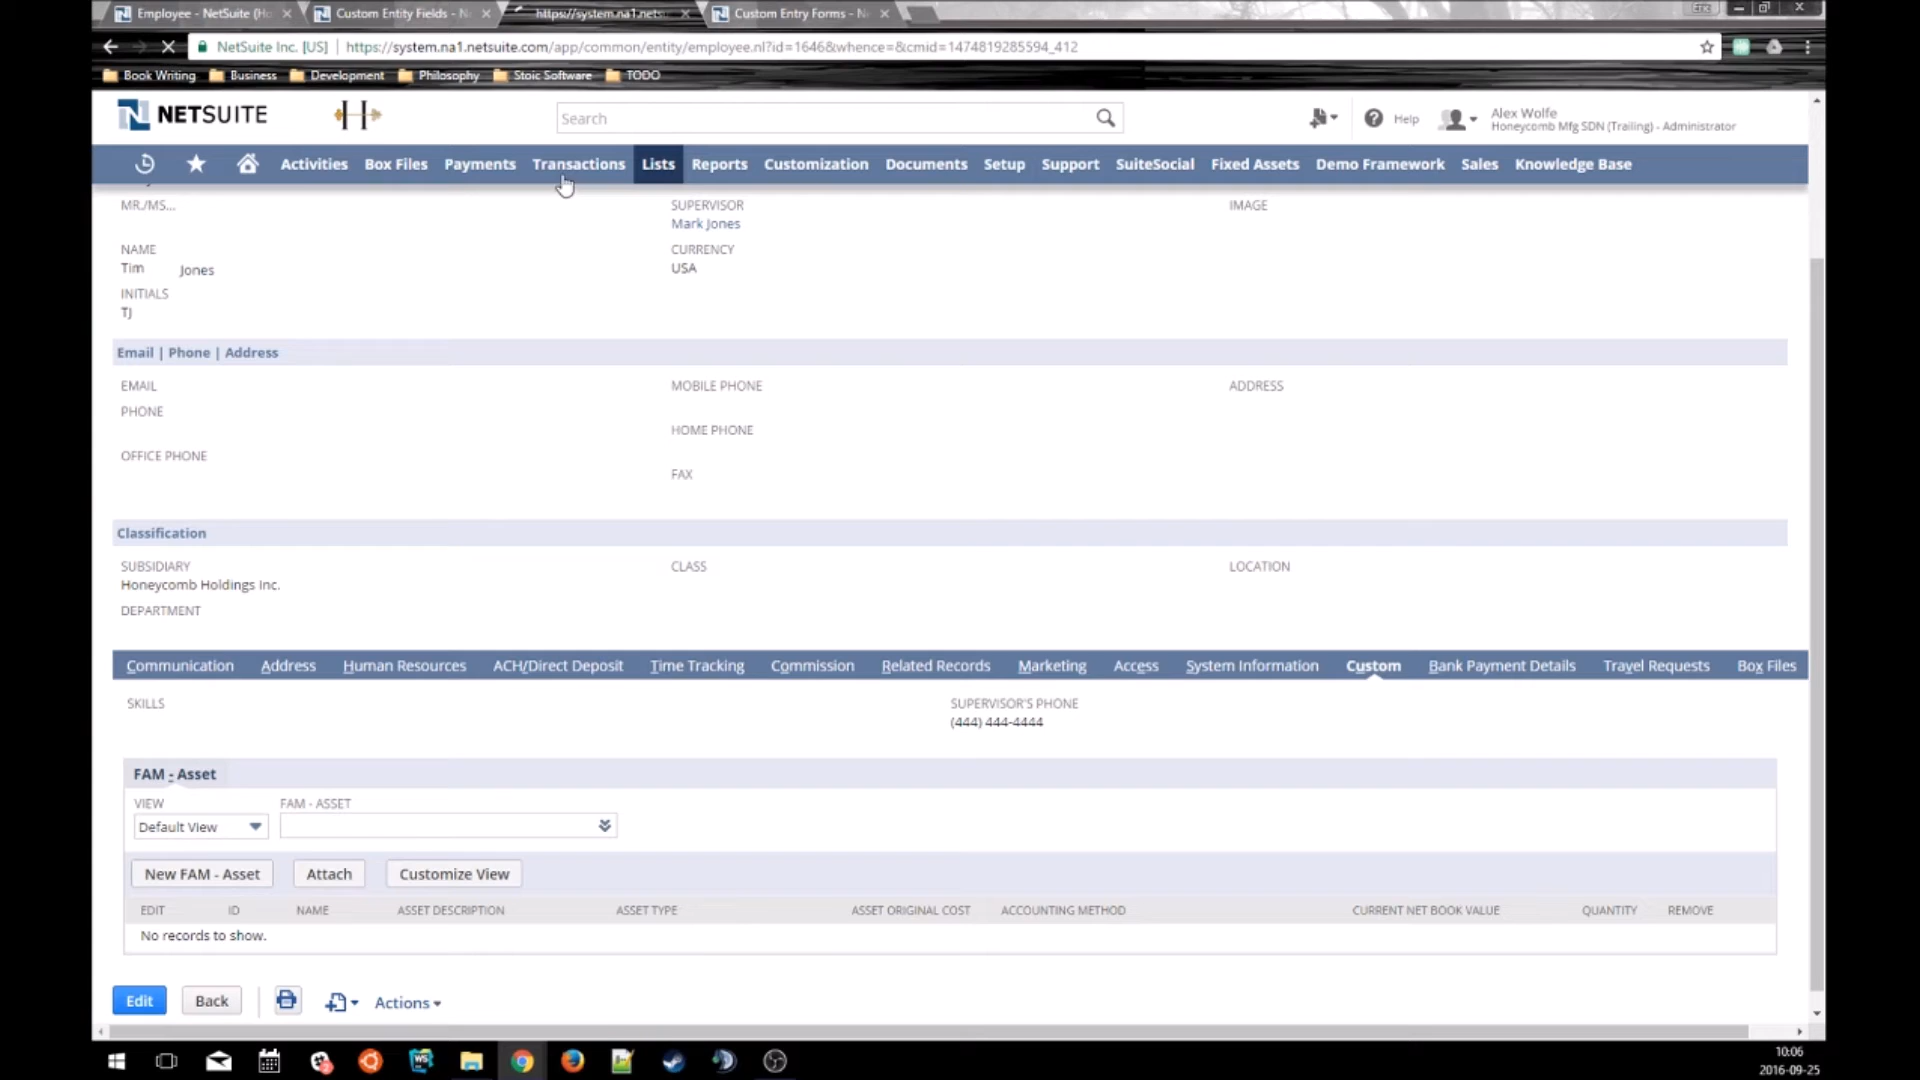 Employee - NetSuite (Ho
Custom Entity Fields - N
https://system.na1.nets
Custom Entry Forms - N
NetSuite Inc. [US] https://system.na1.netsuite.com/app/common/entity/employee.nl?id=1646&whence=&cmid=1474819285594_412
Book Writing Business Development Philosophy Stoic Software TODO
NETSUITE
Search
Help
Alex Wolfe
Honeycomb Mfg SDN (Trailing) - Administrator
Activities Box Files Payments Transactions Lists Reports Customization Documents Setup Support SuiteSocial Fixed Assets Demo Framework Sales Knowledge Base
MR./MS... SUPERVISOR IMAGE
Mark Jones
NAME CURRENCY
Tim Jones USA
INITIALS
TJ
Email | Phone | Address
EMAIL MOBILE PHONE ADDRESS
PHONE
HOME PHONE
OFFICE PHONE
FAX
Classification
SUBSIDIARY CLASS LOCATION
Honeycomb Holdings Inc.
DEPARTMENT
Communication Address Human Resources ACH/Direct Deposit Time Tracking Commission Related Records Marketing Access System Information Custom Bank Payment Details Travel Requests Box Files
SKILLS SUPERVISOR'S PHONE
(444) 444-4444
FAM - Asset
VIEW FAM - ASSET
Default View
New FAM - Asset Attach Customize View
EDIT ID NAME ASSET DESCRIPTION ASSET TYPE ASSET ORIGINAL COST ACCOUNTING METHOD CURRENT NET BOOK VALUE QUANTITY REMOVE
No records to show.
Edit Back Actions
10:06
2016-09-25